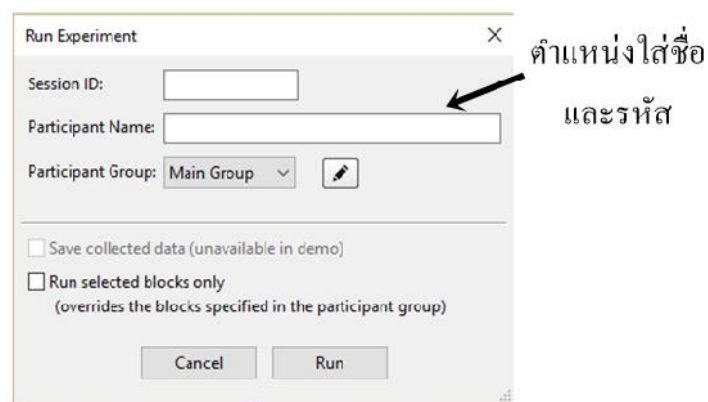 Run Experiment
Session ID:
Participant Name:
Participant Group: Main Group
Save collected data (unavailable in demo)
Run selected blocks only
(overrides the blocks specified in the participant group)
Cancel Run
ตำแหน่งใส่ชื่อ
และรหัส